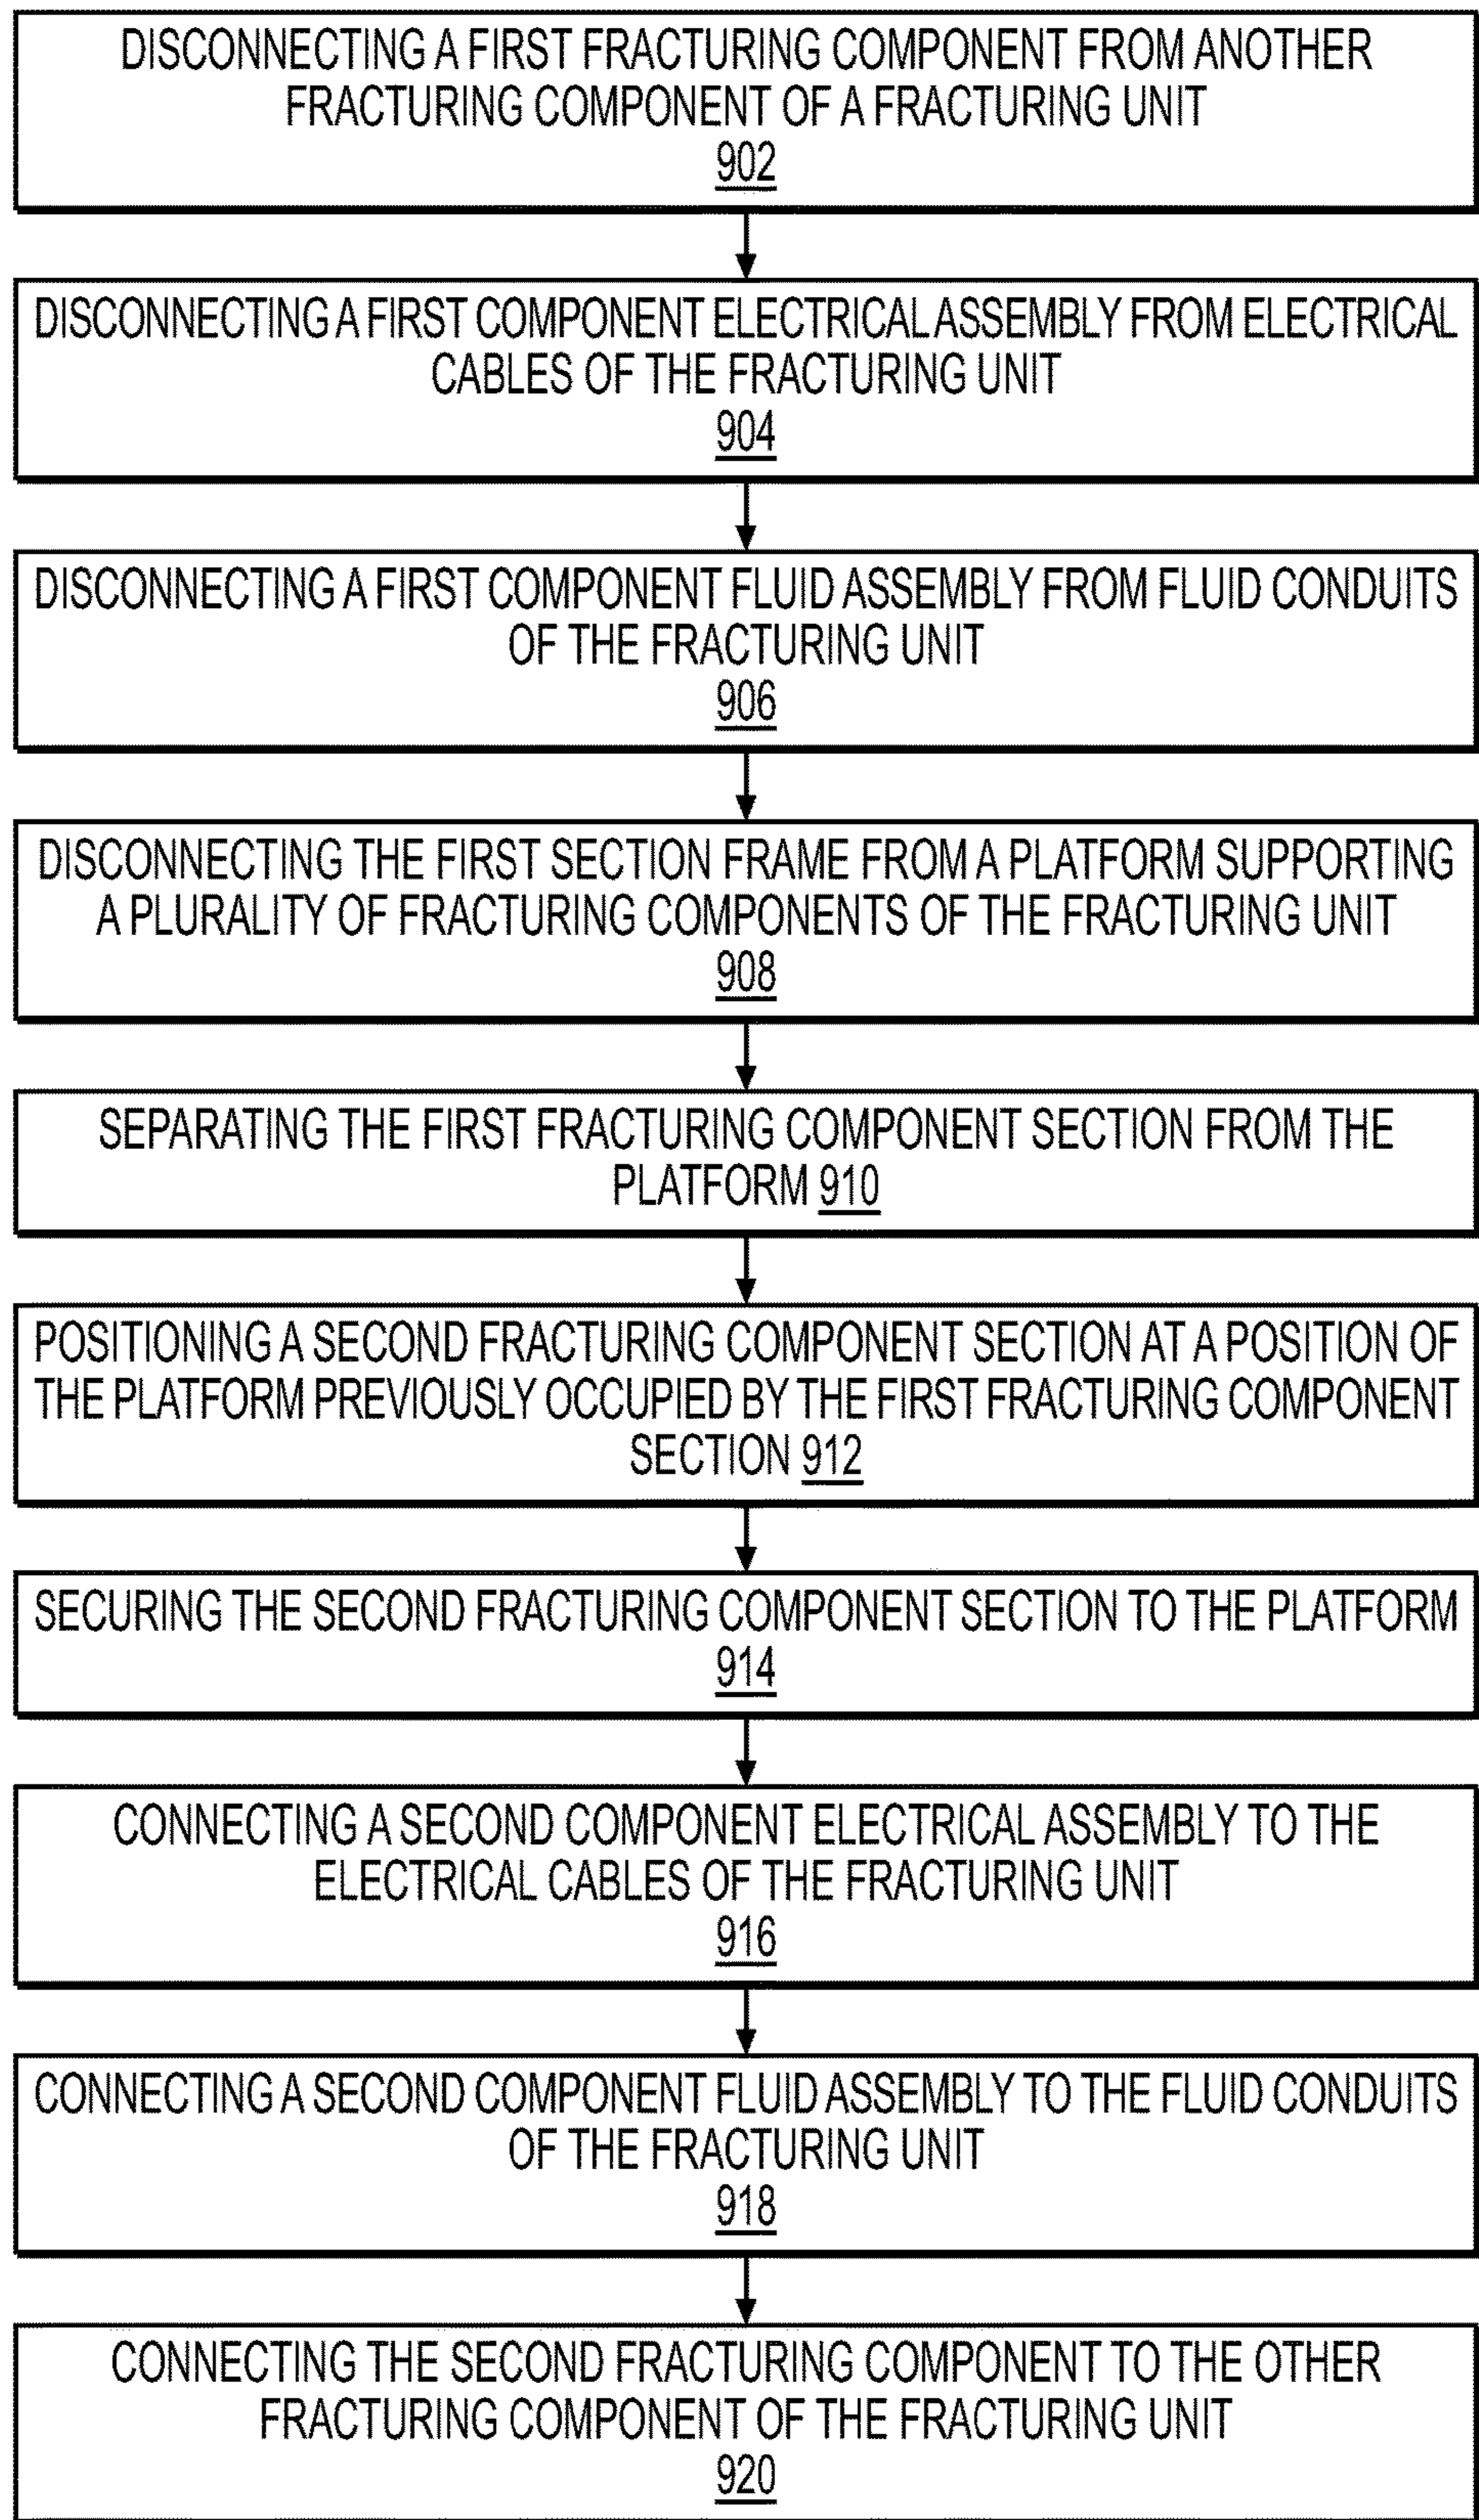 DISCONNECTING A FIRST FRACTURING COMPONENT FROM ANOTHER
FRACTURING COMPONENT OF A FRACTURING UNIT
902
DISCONNECTING A FIRST COMPONENT ELECTRICAL ASSEMBLY FROM ELECTRICAL
CABLES OF THE FRACTURING UNIT
904
DISCONNECTING A FIRST COMPONENT FLUID ASSEMBLY FROM FLUID CONDUITS
OF THE FRACTURING UNIT
906
DISCONNECTING THE FIRST SECTION FRAME FROM A PLATFORM SUPPORTING
A PLURALITY OF FRACTURING COMPONENTS OF THE FRACTURING UNIT
908
SEPARATING THE FIRST FRACTURING COMPONENT SECTION FROM THE
PLATFORM 910
POSITIONING A SECOND FRACTURING COMPONENT SECTION AT A POSITION OF
THE PLATFORM PREVIOUSLY OCCUPIED BY THE FIRST FRACTURING COMPONENT
SECTION 912
SECURING THE SECOND FRACTURING COMPONENT SECTION TO THE PLATFORM
914
CONNECTING A SECOND COMPONENT ELECTRICAL ASSEMBLY TO THE
ELECTRICAL CABLES OF THE FRACTURING UNIT
916
CONNECTING A SECOND COMPONENT FLUID ASSEMBLY TO THE FLUID CONDUITS
OF THE FRACTURING UNIT
918
CONNECTING THE SECOND FRACTURING COMPONENT TO THE OTHER
FRACTURING COMPONENT OF THE FRACTURING UNIT
920